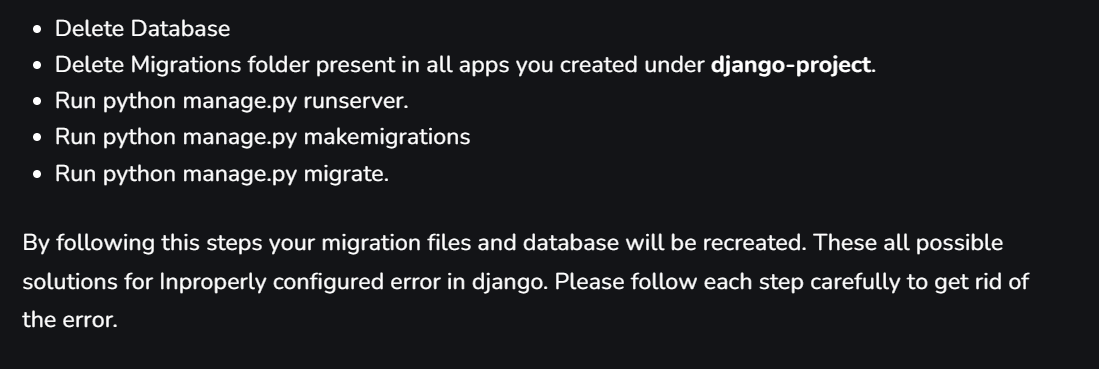 • Delete Database
• Delete Migrations folder present in all apps you created under django-project.
• Run python manage.py runserver.
• Run python manage.py makemigrations
• Run python manage.py migrate.
By following this steps your migration files and database will be recreated. These all possible
solutions for Inproperly configured error in django. Please follow each step carefully to get rid of
the error.